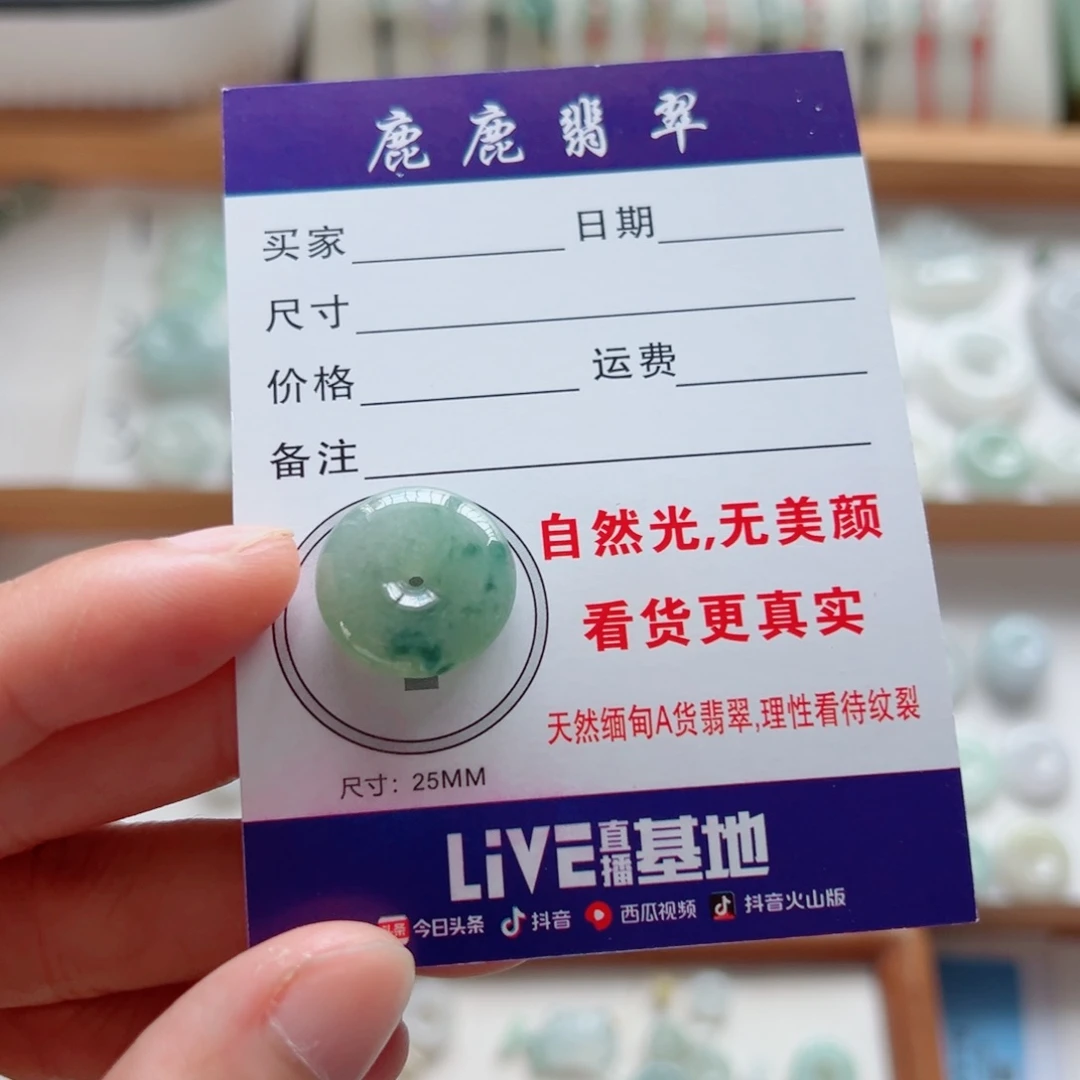 鹿鹿翡翠
买家 日期
尺寸
价格 运费
备注
自然光,无美颜
看货更真实
天然缅甸A货翡翠,理性看待纹裂
尺寸：25MM
LiVE直播基地
头条 今日头条 抖音 西瓜视频 抖音火山版